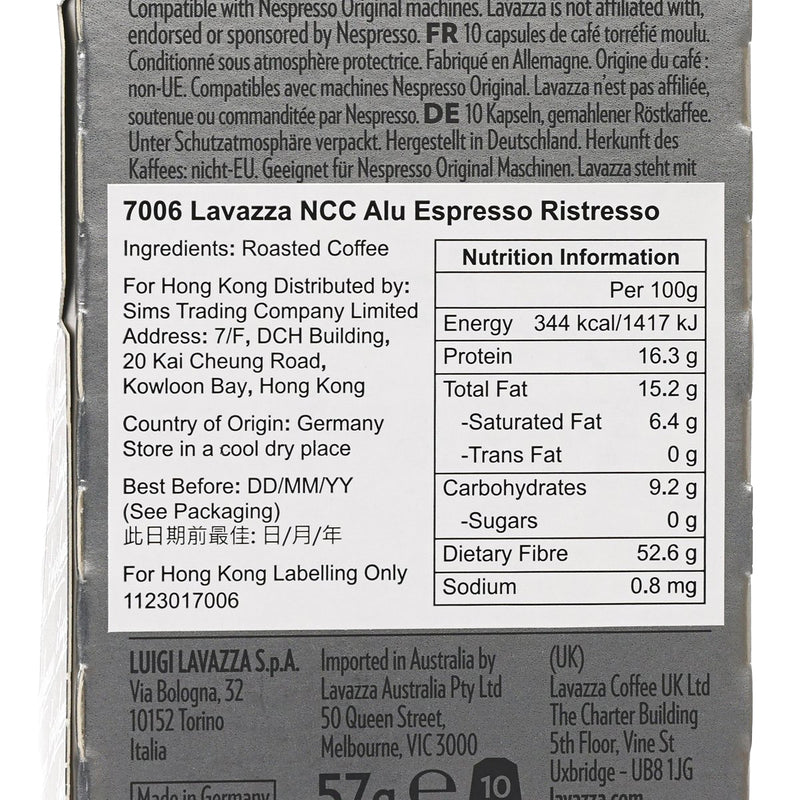 Compatible with Nespresso Original machines. Lavazza is not affiliated with,
endorsed or sponsored by Nespresso. FR 10 capsules de café torréfié moulu.
Conditionné sous atmosphère protectrice. Fabriqué en Allemagne. Origine du café :
non-UE. Compatibles avec machines Nespresso Original. Lavazza n'est pas affiliée,
soutenue ou commanditée par Nespresso. DE 10 Kapseln, gemahlener Röstkaffee.
Unter Schutzatmosphäre verpackt. Hergestellt in Deutschland. Herkunft des
Kaffees: nicht-EU. Geeignet für Nespresso Original Maschinen. Lavazza steht mit
7006 Lavazza NCC Alu Espresso Ristresso
Ingredients: Roasted Coffee
For Hong Kong Distributed by:
Sims Trading Company Limited
Address: 7/F, DCH Building,
20 Kai Cheung Road,
Kowloon Bay, Hong Kong
Country of Origin: Germany
Store in a cool dry place
Best Before: DD/MM/YY
(See Packaging)
此日期前最佳: 日/月/年
For Hong Kong Labelling Only
1123017006
Nutrition Information
Per 100g
Energy 344 kcal/1417 kJ
Protein 16.3 g
Total Fat 15.2 g
-Saturated Fat 6.4 g
-Trans Fat 0 g
Carbohydrates 9.2 g
-Sugars 0 g
Dietary Fibre 52.6 g
Sodium 0.8 mg
LUIGI LAVAZZA S.p.A.
Via Bologna, 32
10152 Torino
Italia
Made in Germany
Imported in Australia by
Lavazza Australia Pty Ltd
50 Queen Street,
Melbourne, VIC 3000
57g ℮ 10
(UK)
Lavazza Coffee UK Ltd
The Charter Building
5th Floor, Vine St
Uxbridge - UB8 1JG
lavazza.com